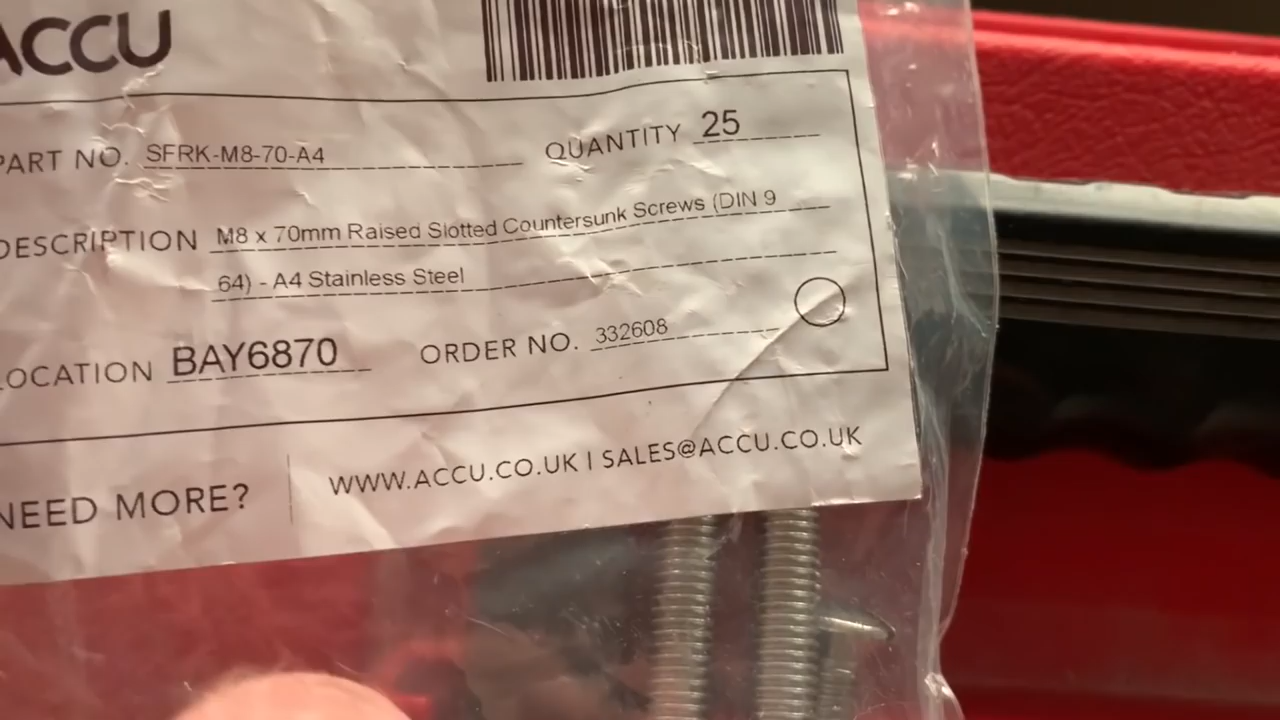 ACCU
PART NO. SFRK-M8-70-A4 QUANTITY 25
DESCRIPTION M8 x 70mm Raised Slotted Countersunk Screws (DIN 9
64) - A4 Stainless Steel
LOCATION BAY6870 ORDER NO. 332608
NEED MORE? WWW.ACCU.CO.UK | SALES@ACCU.CO.UK